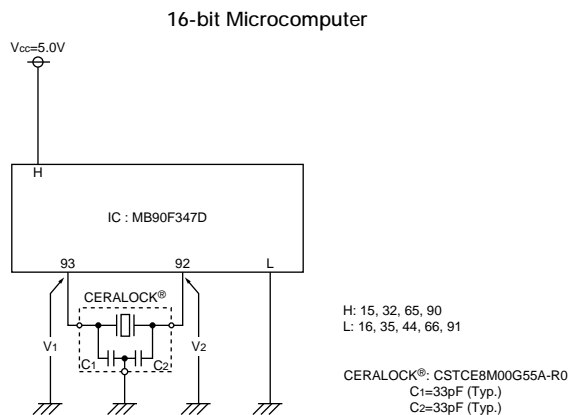 16-bit Microcomputer
Vcc=5.0V
H
IC : MB90F347D
93 92 L
CERALOCK®
V1 C1 C2 V2
H: 15, 32, 65, 90
L: 16, 35, 44, 66, 91
CERALOCK®: CSTCE8M00G55A-R0
C1=33pF (Typ.)
C2=33pF (Typ.)